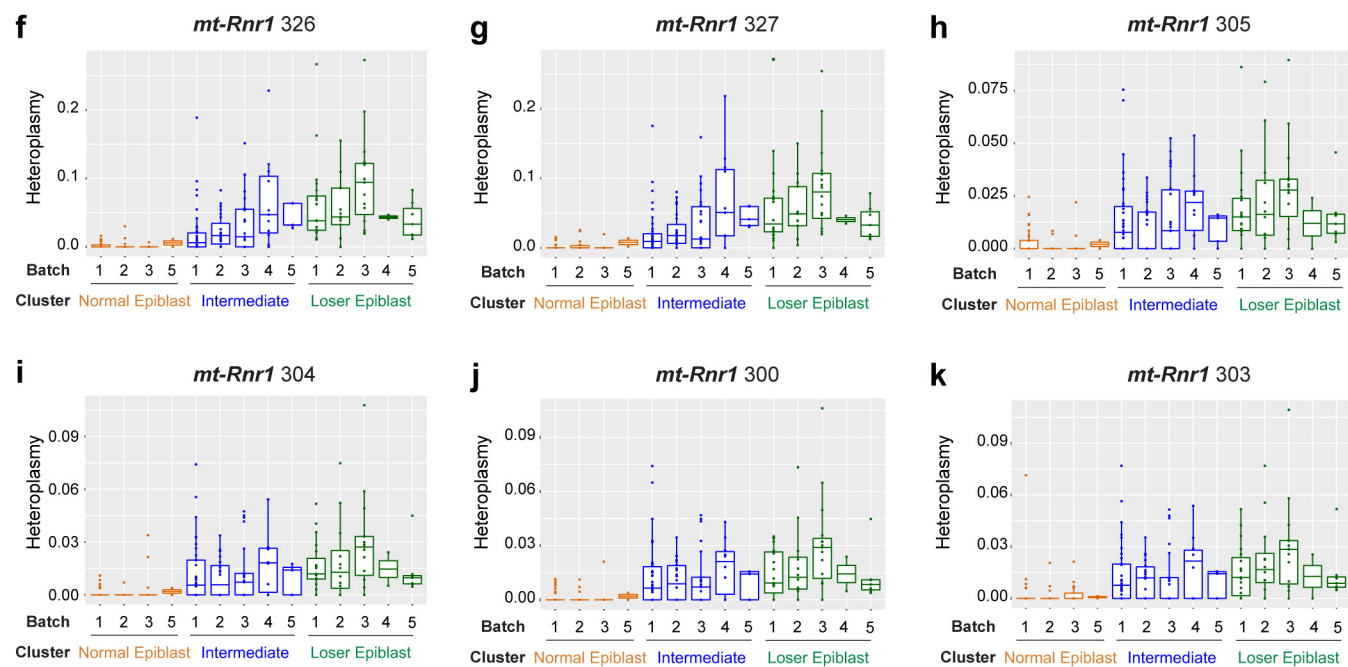 f
mt-Rnr1 326
Heteroplasmy
0.2
0.1
0.0
Batch 1 2 3 5 1 2 3 4 5 1 2 3 4 5
Cluster Normal Epiblast Intermediate Loser Epiblast
g
mt-Rnr1 327
Heteroplasmy
0.2
0.1
0.0
Batch 1 2 3 5 1 2 3 4 5 1 2 3 4 5
Cluster Normal Epiblast Intermediate Loser Epiblast
h
mt-Rnr1 305
Heteroplasmy
0.075
0.050
0.025
0.000
Batch 1 2 3 5 1 2 3 4 5 1 2 3 4 5
Cluster Normal Epiblast Intermediate Loser Epiblast
i
mt-Rnr1 304
Heteroplasmy
0.09
0.06
0.03
0.00
Batch 1 2 3 5 1 2 3 4 5 1 2 3 4 5
Cluster Normal Epiblast Intermediate Loser Epiblast
j
mt-Rnr1 300
Heteroplasmy
0.09
0.06
0.03
0.00
Batch 1 2 3 5 1 2 3 4 5 1 2 3 4 5
Cluster Normal Epiblast Intermediate Loser Epiblast
k
mt-Rnr1 303
Heteroplasmy
0.09
0.06
0.03
0.00
Batch 1 2 3 5 1 2 3 4 5 1 2 3 4 5
Cluster Normal Epiblast Intermediate Loser Epiblast